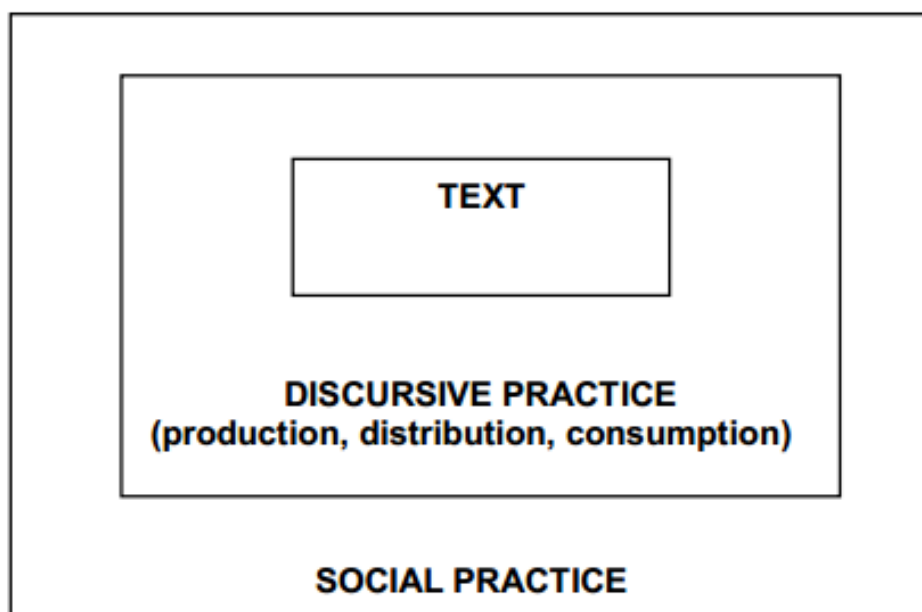 TEXT
DISCURSIVE PRACTICE
(production, distribution, consumption)
SOCIAL PRACTICE